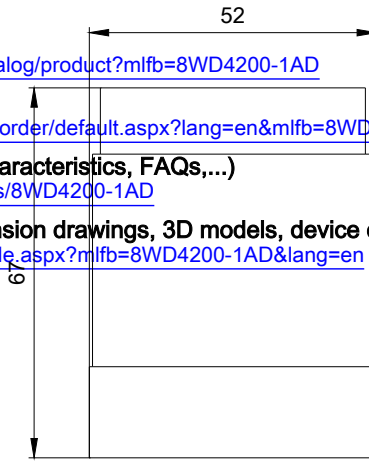 52
alog/product?mlfb=8WD4200-1AD
order/default.aspx?lang=en&mlfb=8WD
aracteristics, FAQs,...)
s/8WD4200-1AD
nsion drawings, 3D models, device
le.aspx?mlfb=8WD4200-1AD&lang=en
67